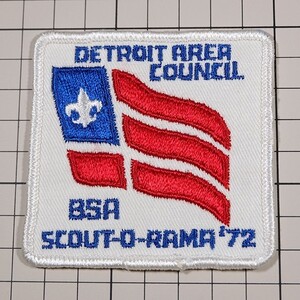 DETROIT AREA
COUNCIL
BSA
SCOUT-O-RAMA '72